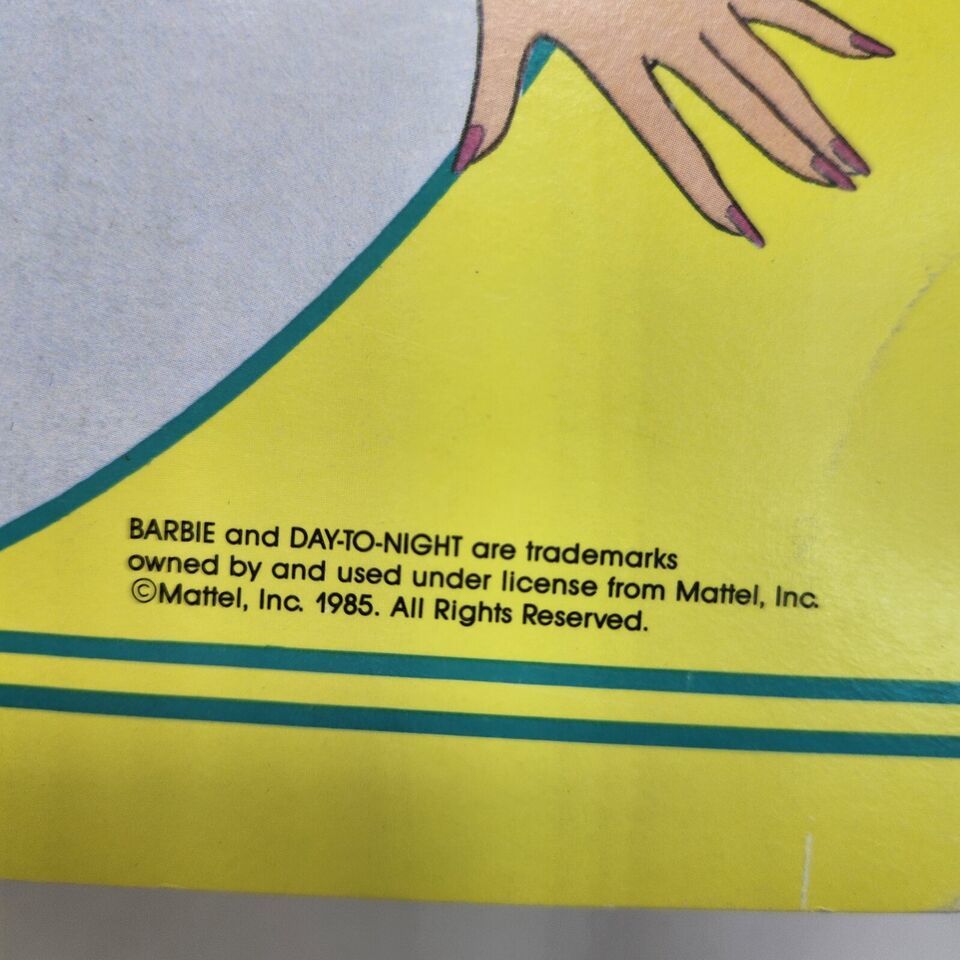 BARBIE and DAY-TO-NIGHT are trademarks
owned by and used under license from Mattel, Inc.
©Mattel, Inc. 1985. All Rights Reserved.